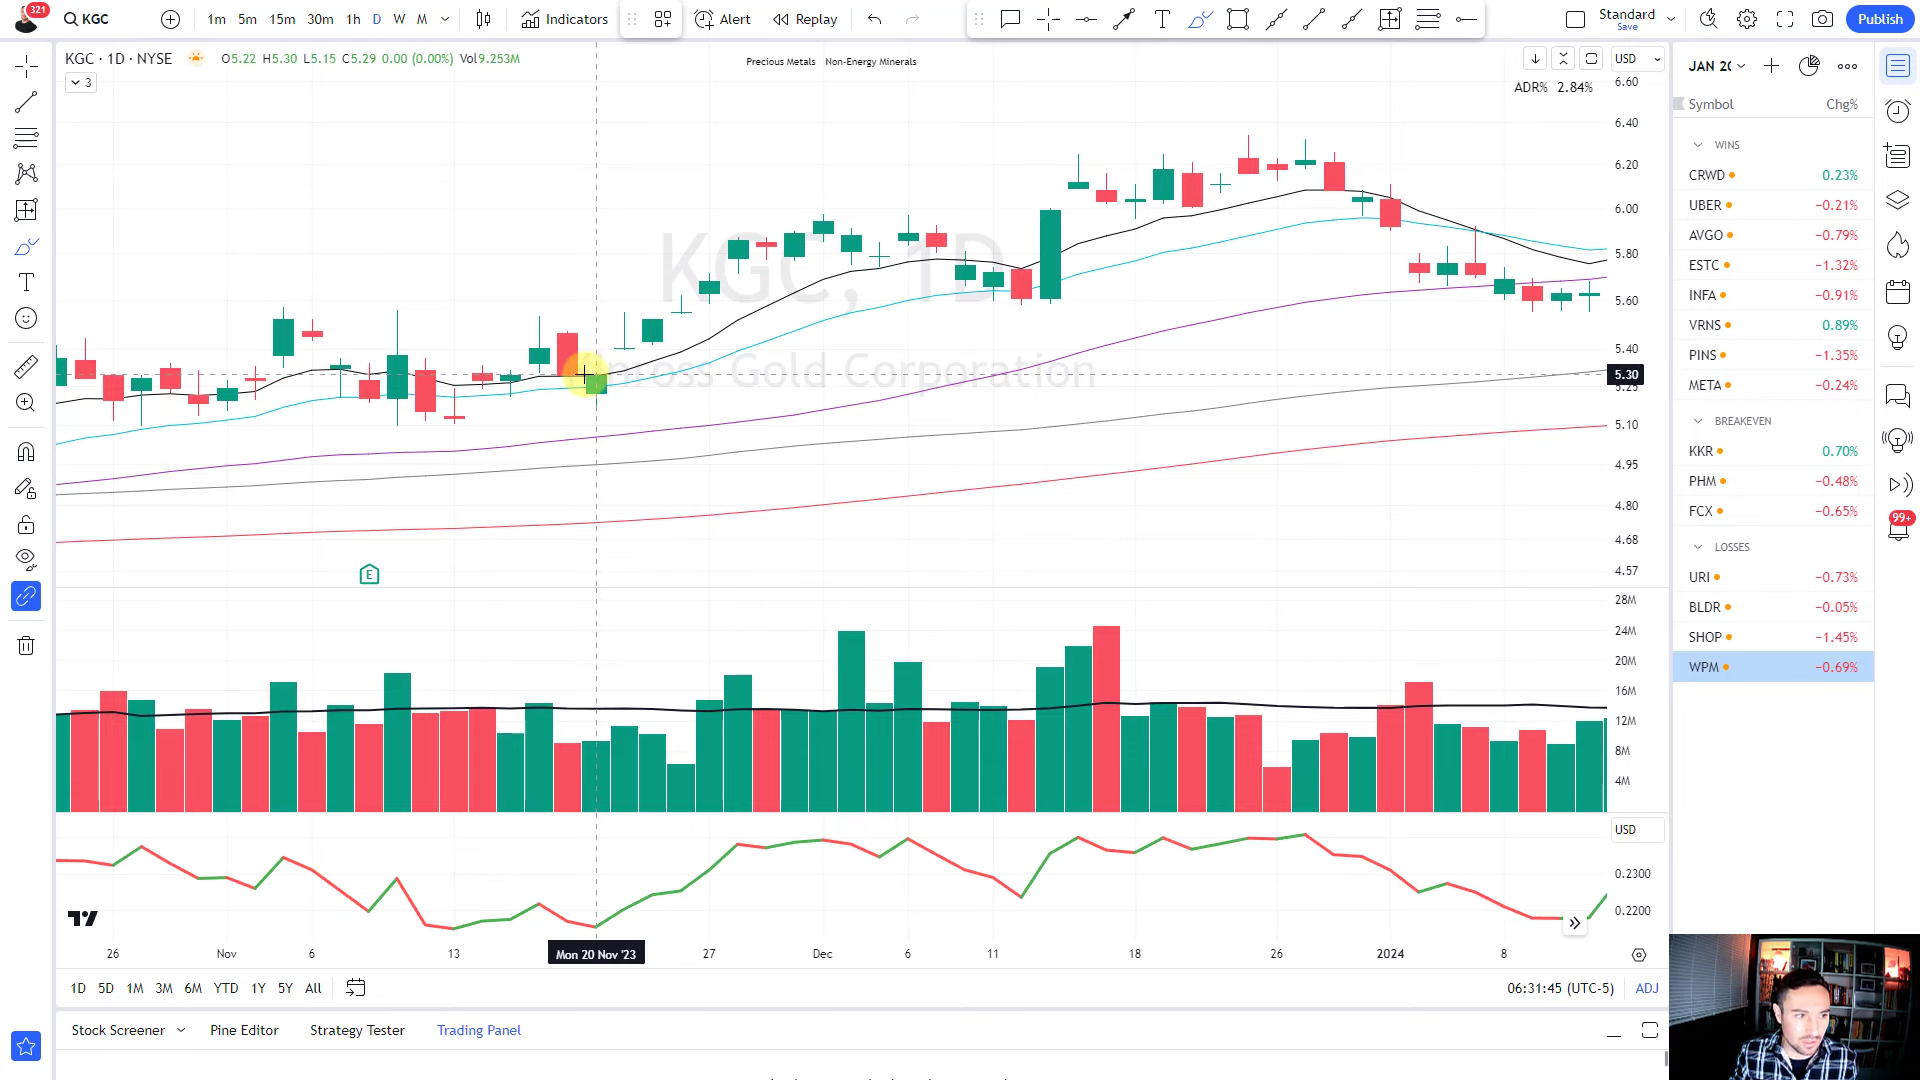 321
KGC
1m 5m 15m 30m 1h D W M
Indicators
Alert
Replay
Standard
Save
Publish
KGC · 1D · NYSE O5.22 H5.30 L5.15 C5.29 0.00 (0.00%) Vol9.253M
3
Precious Metals Non-Energy Minerals
USD
ADR% 2.84%
KGC, 1D
Kinross Gold Corporation
6.60
6.40
6.20
6.00
5.80
5.60
5.40
5.30
5.25
5.10
4.95
4.80
4.68
4.57
E
28M
24M
20M
16M
12M
8M
4M
USD
0.2300
0.2200
26 Nov 6 13 Mon 20 Nov '23 27 Dec 6 11 18 26 2024 8
1D 5D 1M 3M 6M YTD 1Y 5Y All
06:31:45 (UTC-5) ADJ
Stock Screener Pine Editor Strategy Tester Trading Panel
Symbol Chg%
WINS
CRWD 0.23%
UBER −0.21%
AVGO −0.79%
ESTC −1.32%
INFA −0.91%
VRNS 0.89%
PINS −1.35%
META −0.24%
BREAKEVEN
KKR 0.70%
PHM −0.48%
FCX −0.65%
LOSSES
URI −0.73%
BLDR −0.05%
SHOP −1.45%
WPM −0.69%
99+